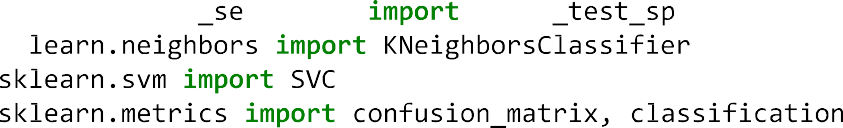 _se import _test_sp
learn.neighbors import KNeighborsClassifier
sklearn.svm import SVC
sklearn.metrics import confusion_matrix, classification